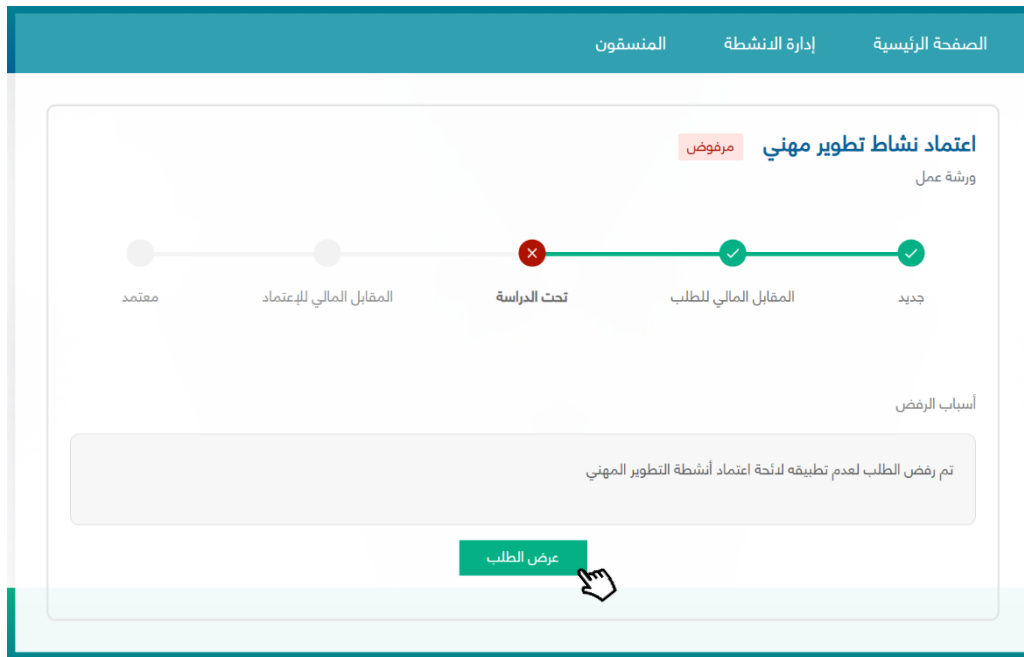 الصفحة الرئيسية إدارة الانشطة المنسقون
اعتماد نشاط تطوير مهني مرفوض
ورشة عمل
جديد المقابل المالي للطلب تحت الدراسة المقابل المالي للإعتماد معتمد
أسباب الرفض
تم رفض الطلب لعدم تطبيقه لائحة اعتماد أنشطة التطوير المهني
عرض الطلب